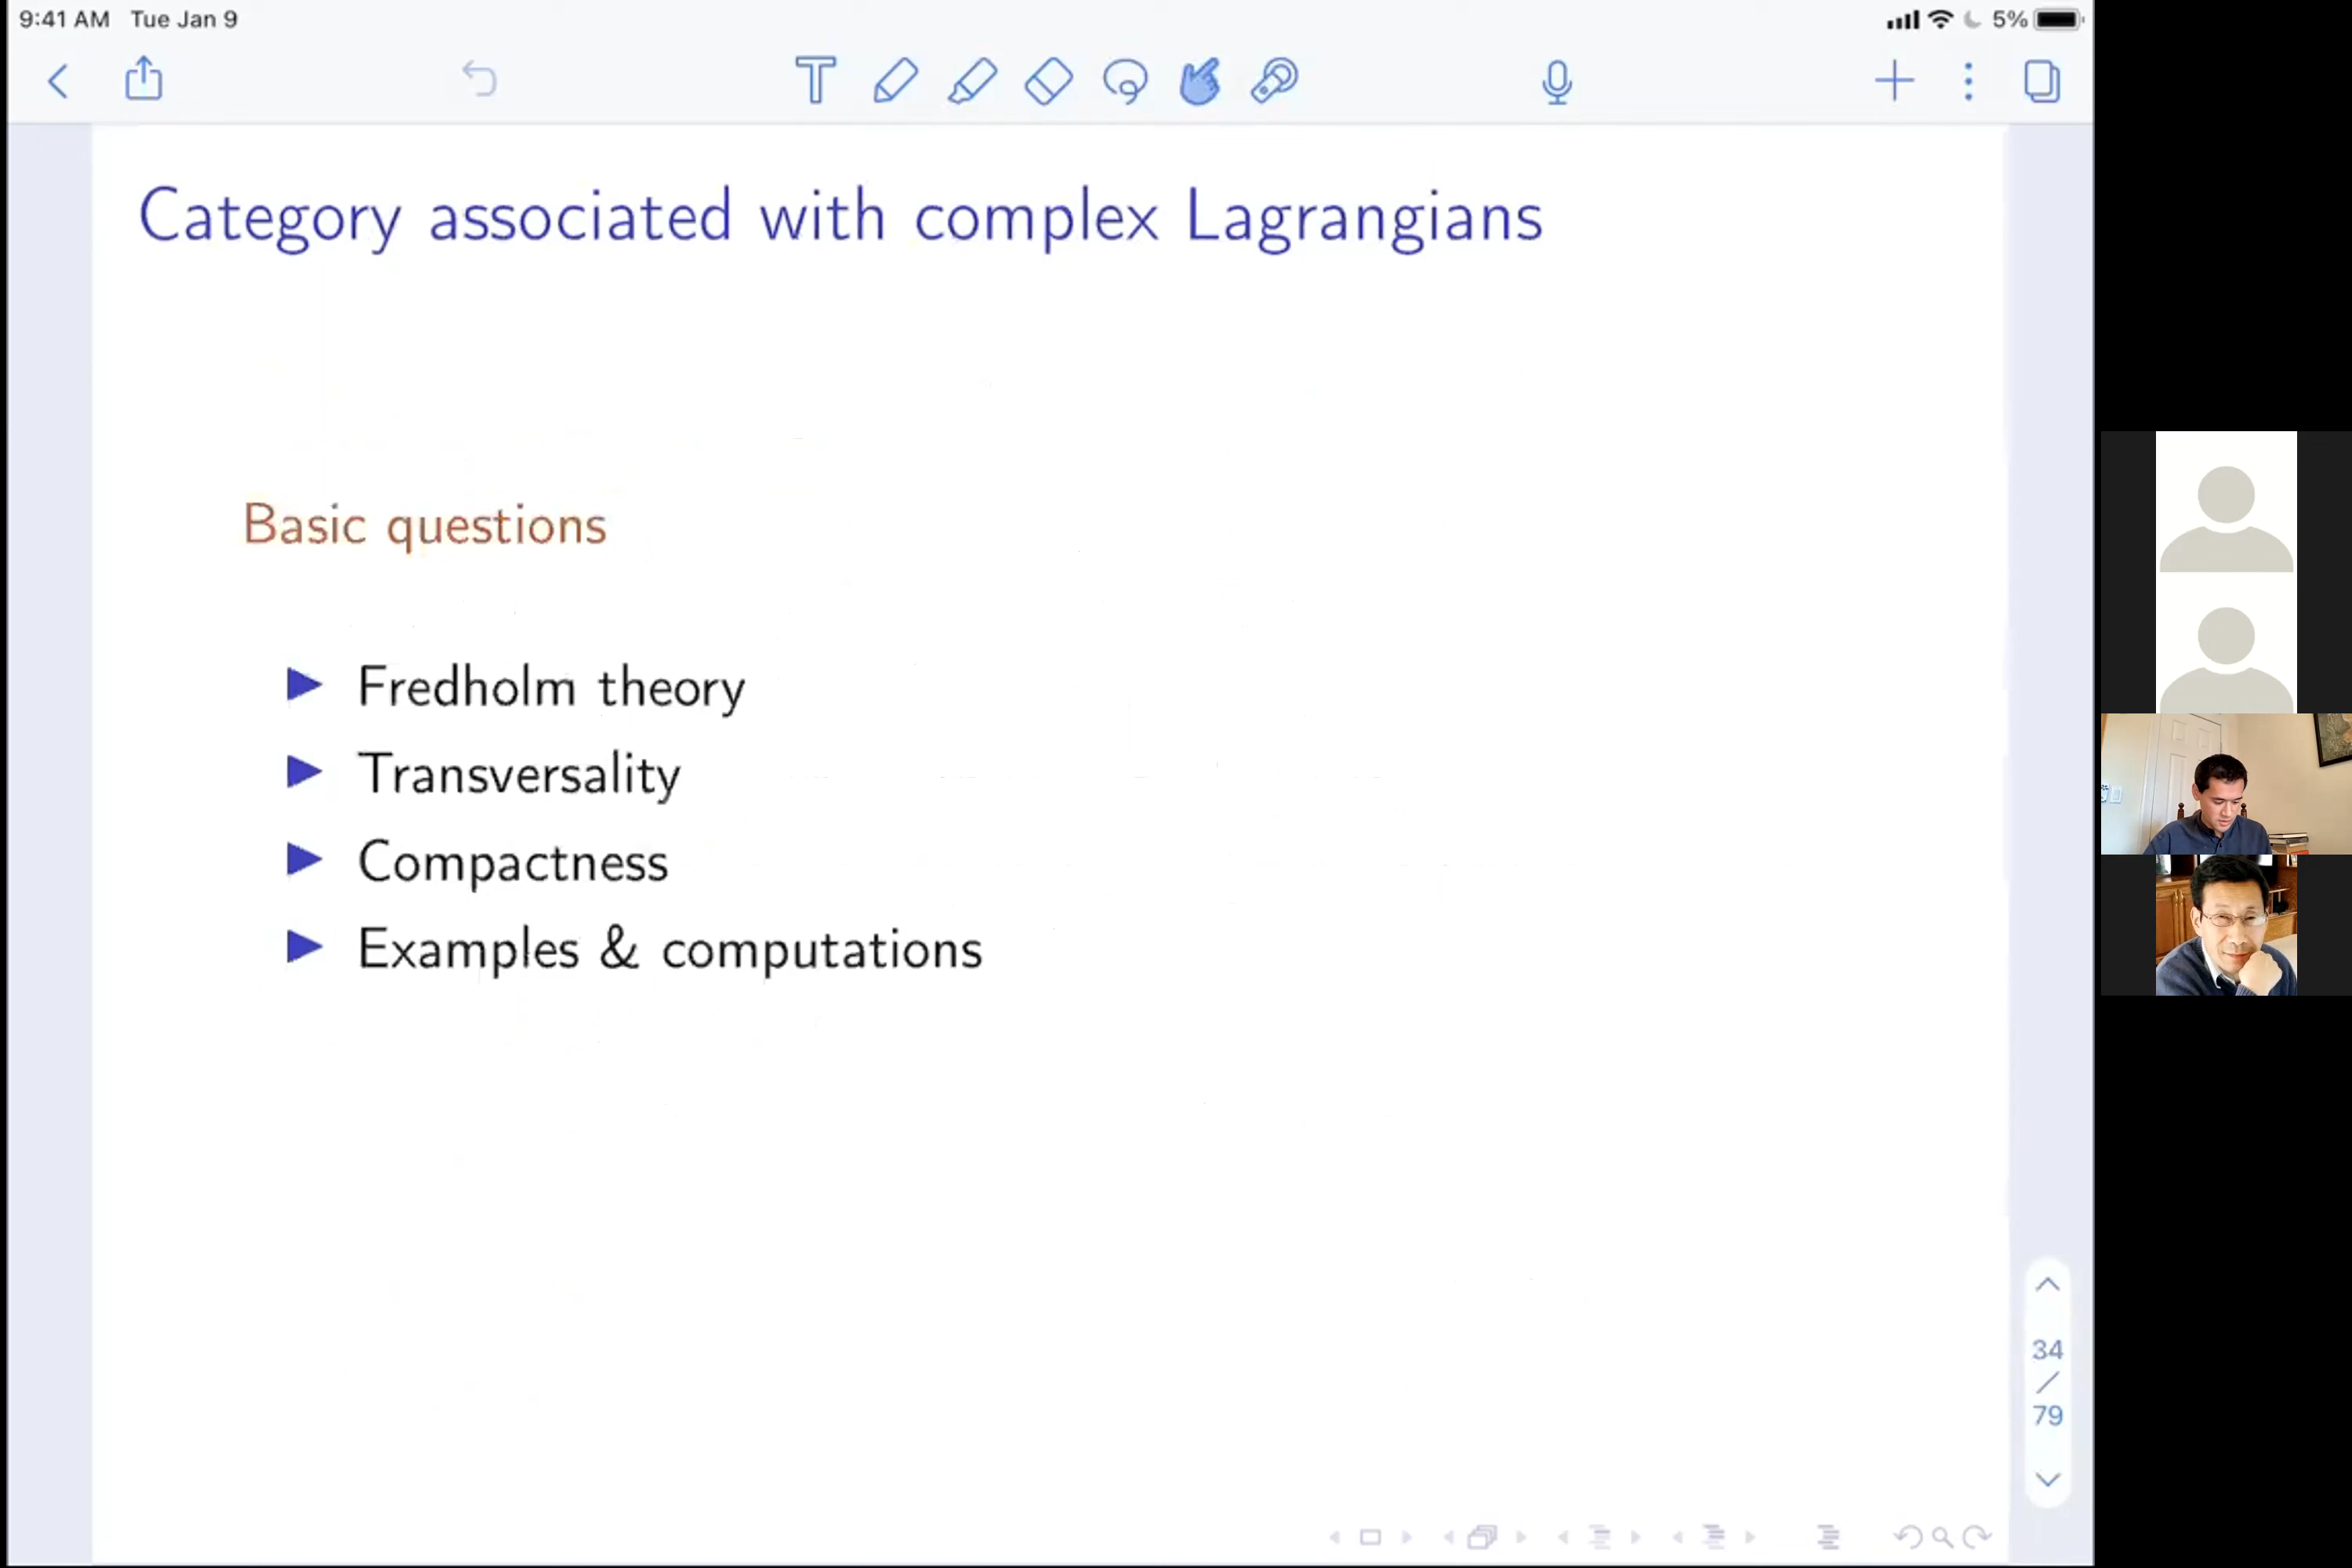 9:41 AM Tue Jan 9
5%
T
Category associated with complex Lagrangians
Basic questions
Fredholm theory
Transversality
Compactness
Examples & computations
34
/
79